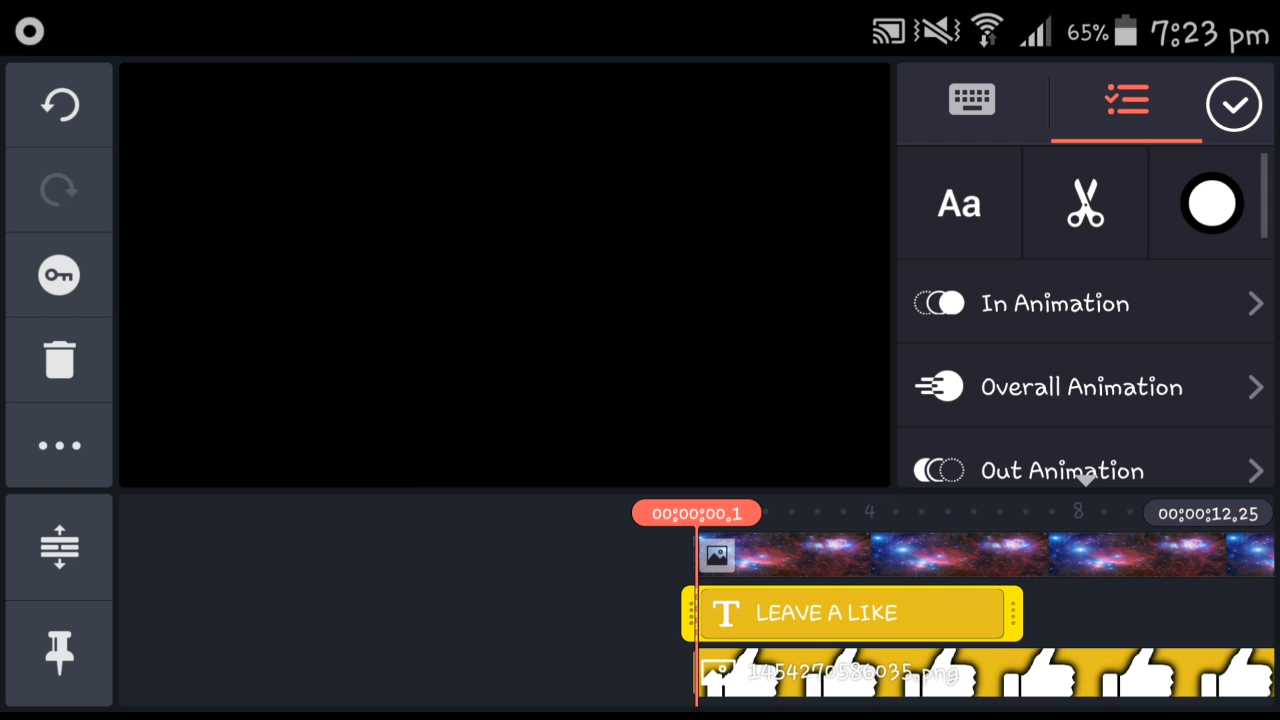 65% 7:23 pm
Aa
In Animation
Overall Animation
Out Animation
00:00:00.1 4 8 00:00:12.25
T LEAVE A LIKE
1454270586035.png